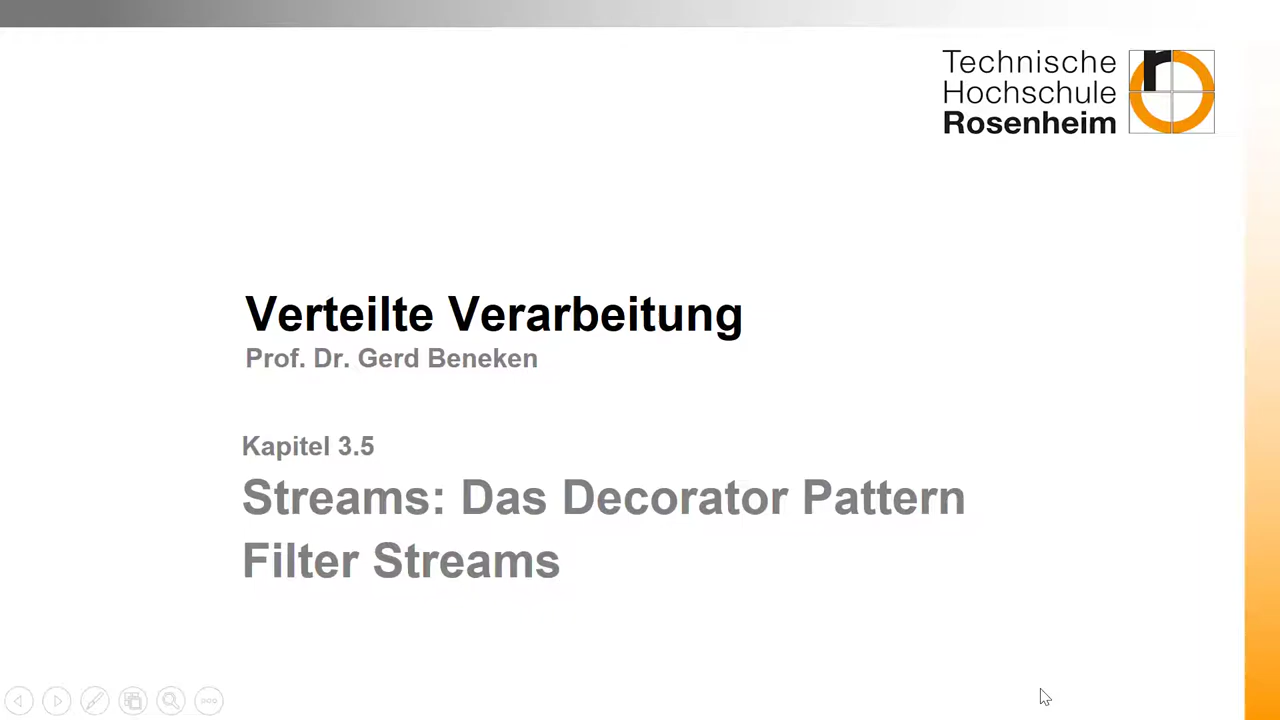 Technische
Hochschule
Rosenheim
Verteilte Verarbeitung
Prof. Dr. Gerd Beneken
Kapitel 3.5
Streams: Das Decorator Pattern
Filter Streams